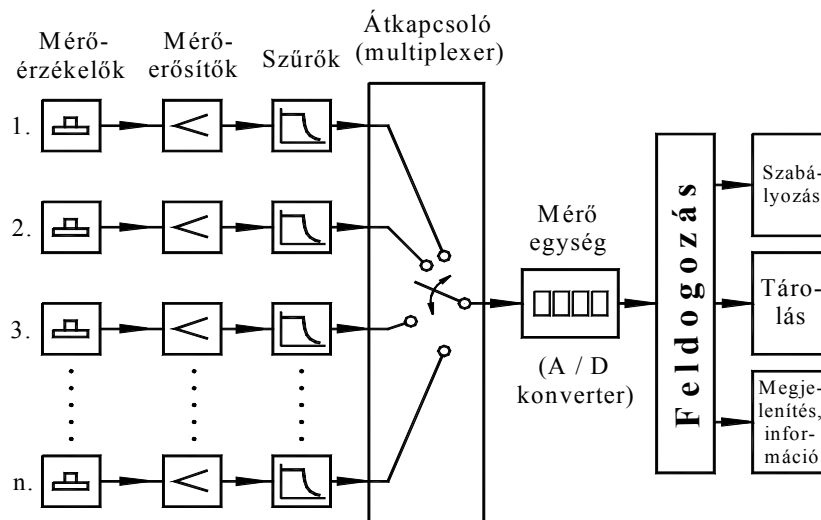 Mérő-
érzékelők
Mérő-
erősítők
Szűrők
Átkapcsoló
(multiplexer)
1.
2.
3.
n.
Mérő
egység
(A / D
konverter)
Feldogozás
Szabá-
lyozás
Táro-
lás
Megje-
lenítés,
infor-
máció